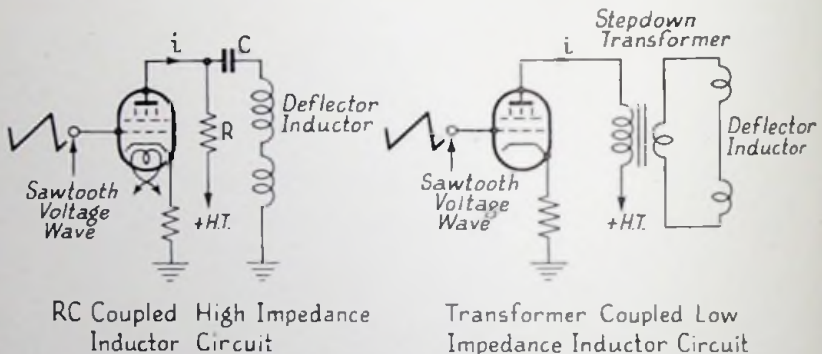 i
C
R
Deflector
Inductor
Sawtooth
Voltage
Wave
+H.T.
RC Coupled High Impedance
Inductor Circuit
Stepdown
Transformer
i
Deflector
Inductor
Sawtooth
Voltage
Wave
+H.T.
Transformer Coupled Low
Impedance Inductor Circuit